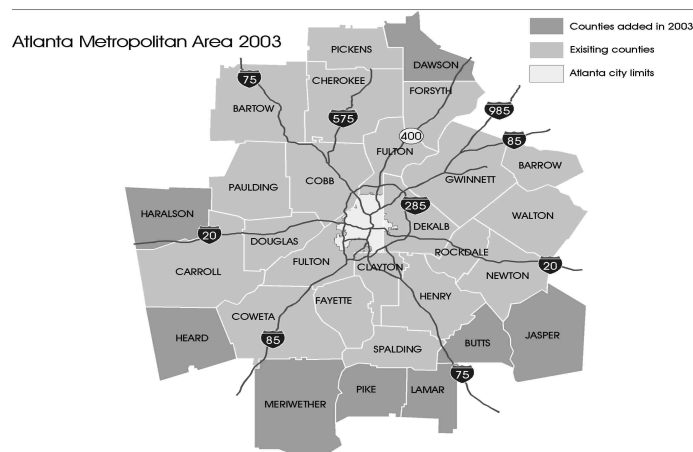 Atlanta Metropolitan Area 2003
Counties added in 2003
Exisiting counties
Atlanta city limits
PICKENS
DAWSON
75
CHEROKEE
FORSYTH
BARTOW
575
985
400
85
FULTON
BARROW
COBB
GWINNETT
PAULDING
285
HARALSON
WALTON
DEKALB
20
DOUGLAS
ROCKDALE
FULTON
CLAYTON
20
CARROLL
NEWTON
HENRY
FAYETTE
COWETA
HEARD
85
BUTTS
JASPER
SPALDING
75
PIKE
LAMAR
MERIWETHER